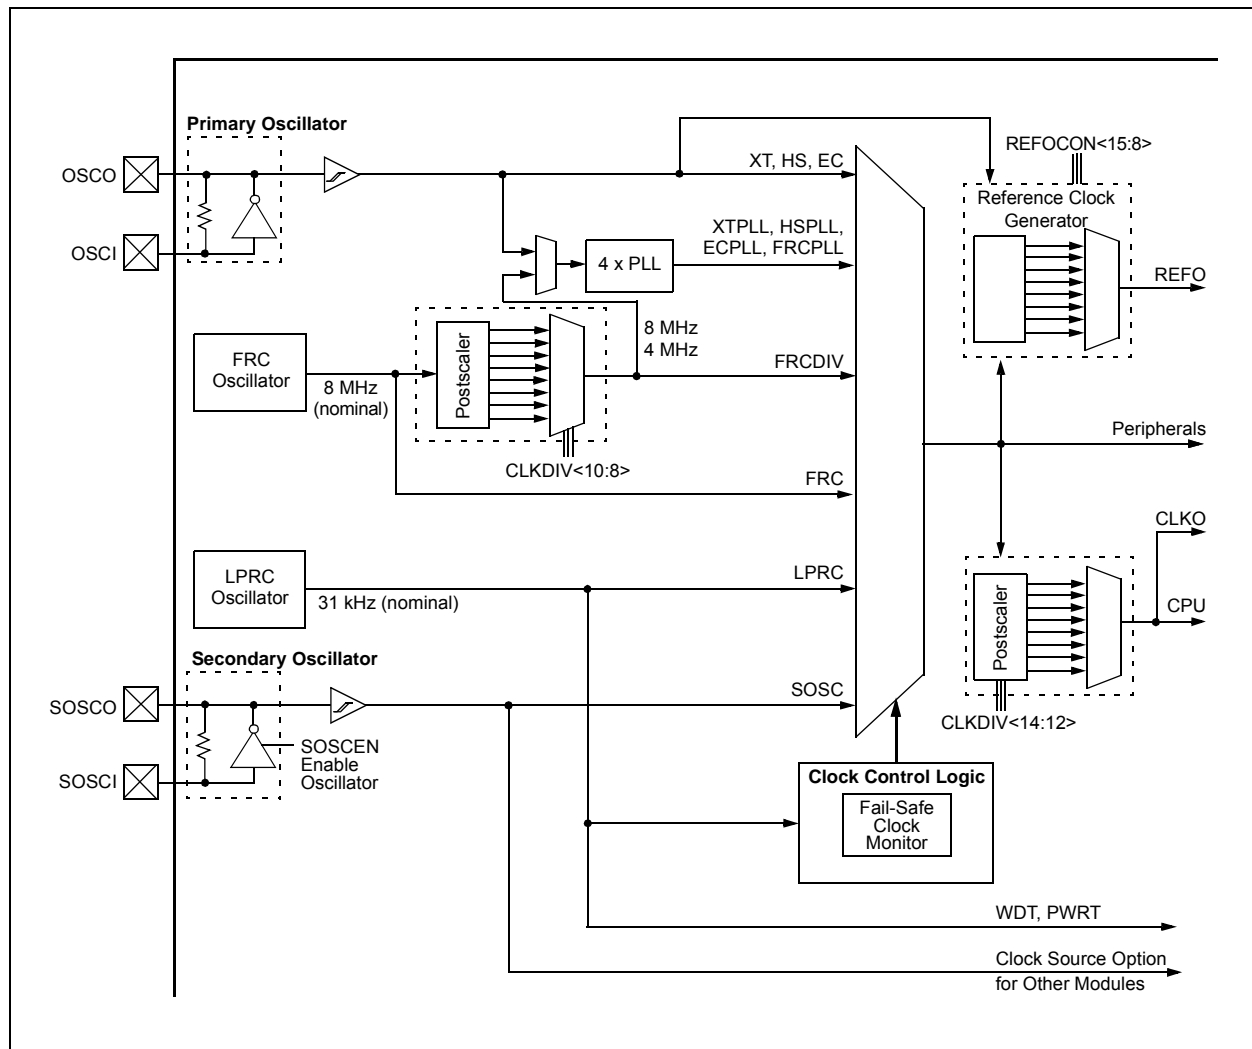 Primary Oscillator
OSCO
OSCI
XT, HS, EC
REFOCON<15:8>
Reference Clock
Generator
XTPLL, HSPLL,
ECPLL, FRCPLL
4 x PLL
REFO
8 MHz
4 MHz
FRC
Oscillator
8 MHz
(nominal)
Postscaler
FRCDIV
CLKDIV<10:8>
Peripherals
FRC
CLKO
LPRC
Oscillator
31 kHz (nominal)
LPRC
Postscaler
CPU
CLKDIV<14:12>
Secondary Oscillator
SOSCO
SOSCI
SOSCEN
Enable
Oscillator
SOSC
Clock Control Logic
Fail-Safe
Clock
Monitor
WDT, PWRT
Clock Source Option
for Other Modules